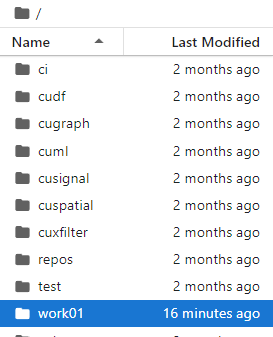 /
Name Last Modified
ci 2 months ago
cudf 2 months ago
cugraph 2 months ago
cuml 2 months ago
cusignal 2 months ago
cuspatial 2 months ago
cuxfilter 2 months ago
repos 2 months ago
test 2 months ago
work01 16 minutes ago